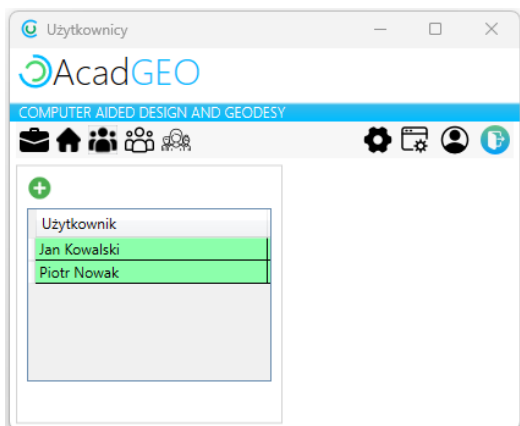 Użytkownicy
AcadGEO
COMPUTER AIDED DESIGN AND GEODESY
Użytkownik
Jan Kowalski
Piotr Nowak